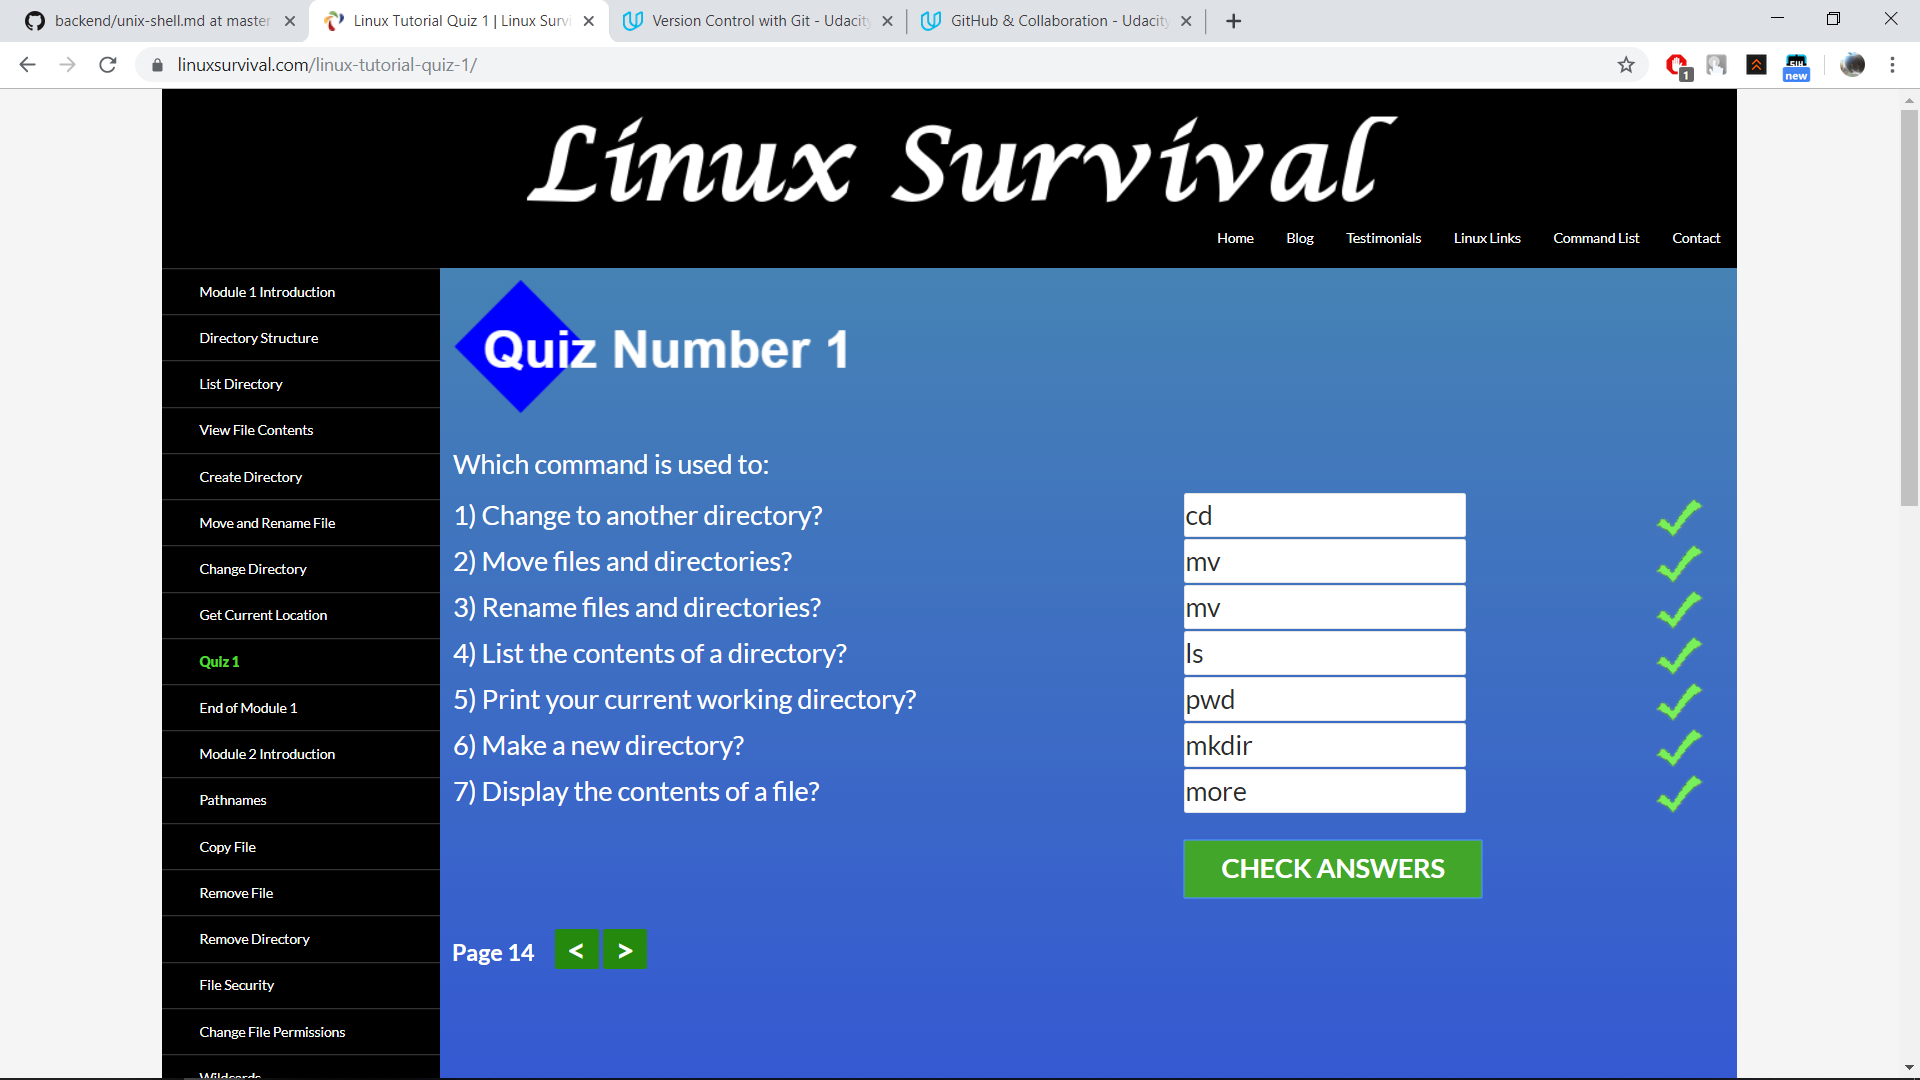 backend/unix-shell.md at master
Linux Tutorial Quiz 1 | Linux Survi
Version Control with Git - Udacity
GitHub & Collaboration - Udacity
linuxsurvival.com/linux-tutorial-quiz-1/
1
new
Linux Survival
Home
Blog
Testimonials
Linux Links
Command List
Contact
Module 1 Introduction
Directory Structure
List Directory
View File Contents
Create Directory
Move and Rename File
Change Directory
Get Current Location
Quiz 1
End of Module 1
Module 2 Introduction
Pathnames
Copy File
Remove File
Remove Directory
File Security
Change File Permissions
Wildcards
Quiz Number 1
Which command is used to:
1) Change to another directory? cd
2) Move files and directories? mv
3) Rename files and directories? mv
4) List the contents of a directory? ls
5) Print your current working directory? pwd
6) Make a new directory? mkdir
7) Display the contents of a file? more
CHECK ANSWERS
Page 14 < >